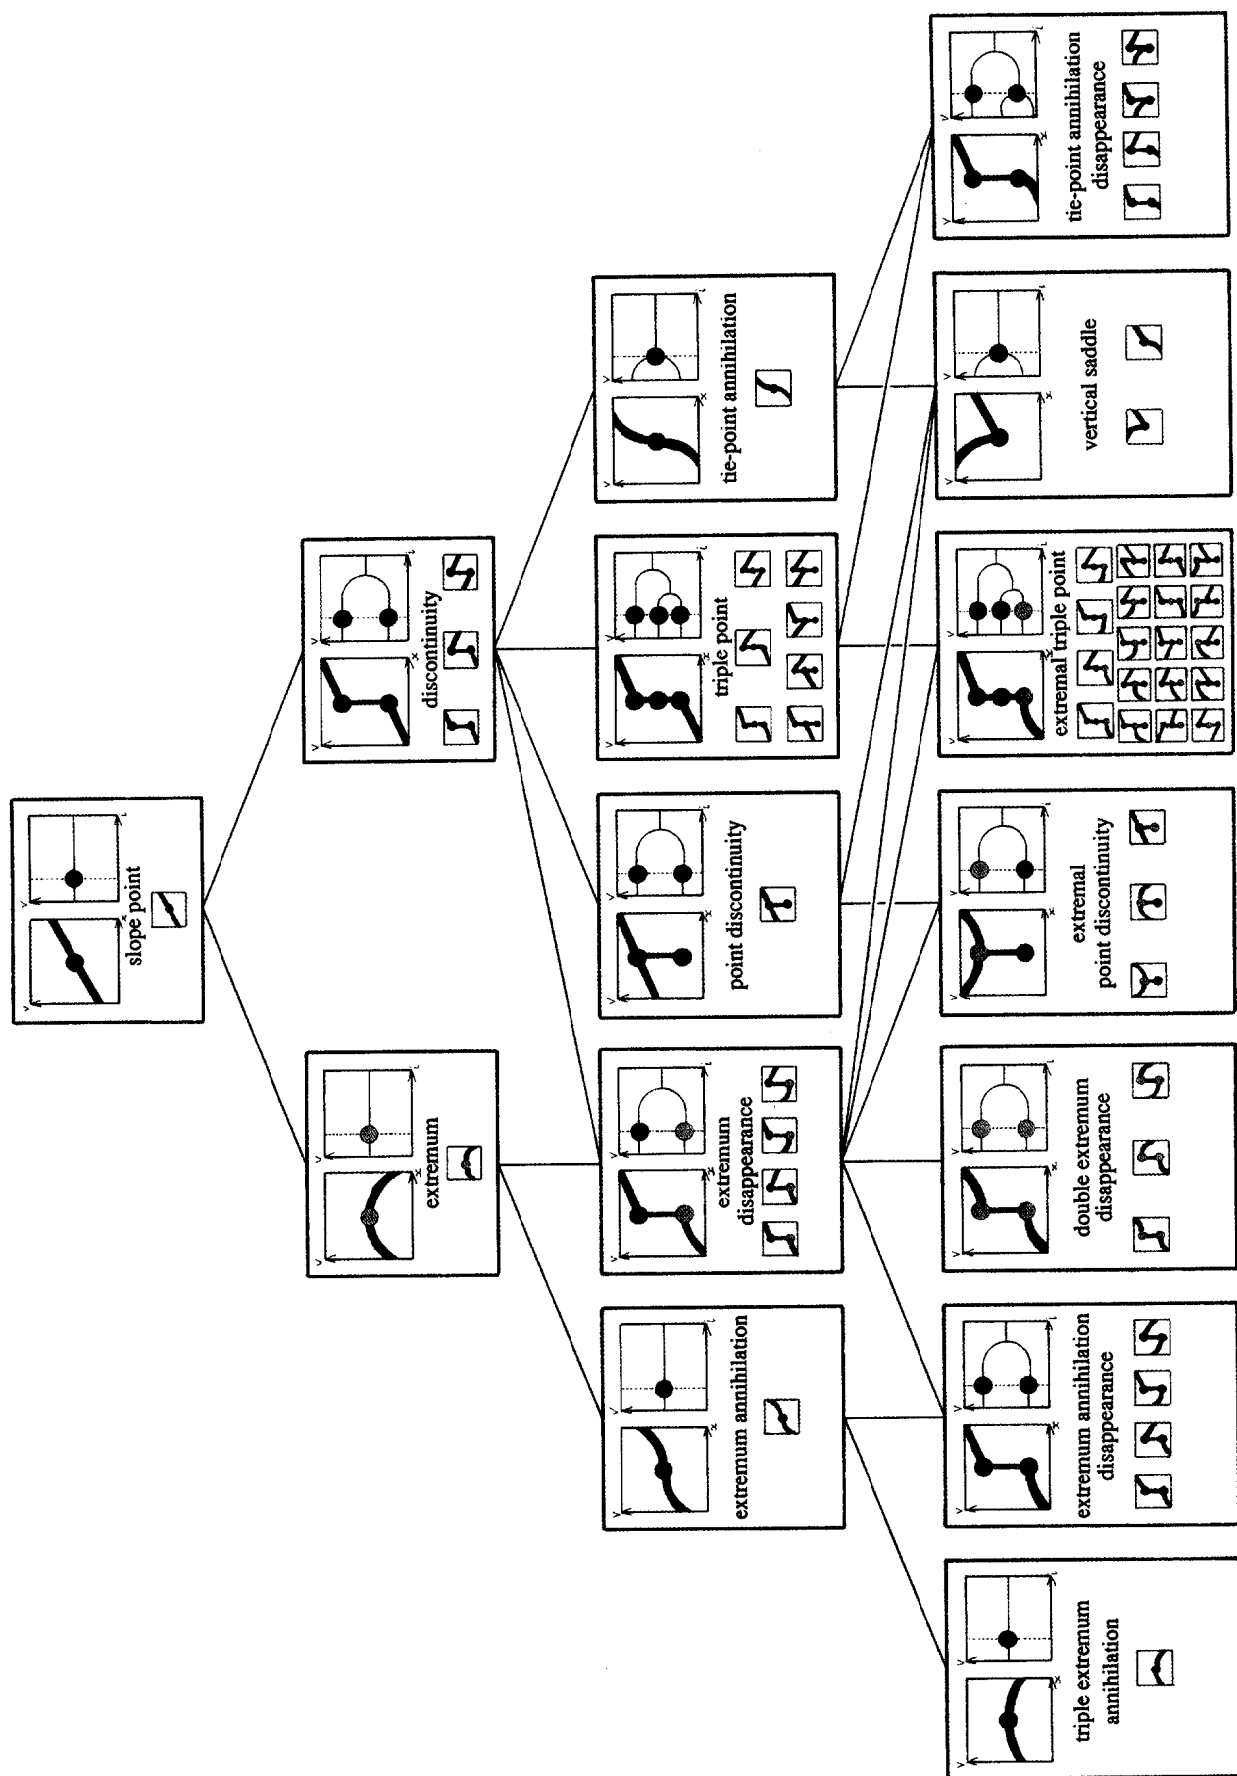 slope point
extremum
discontinuity
extremum annihilation
extremum
disappearance
point discontinuity
triple point
tie-point annihilation
triple extremum
annihilation
extremum annihilation
disappearance
double extremum
disappearance
extremal
point discontinuity
extremal triple point
vertical saddle
tie-point annihilation
disappearance